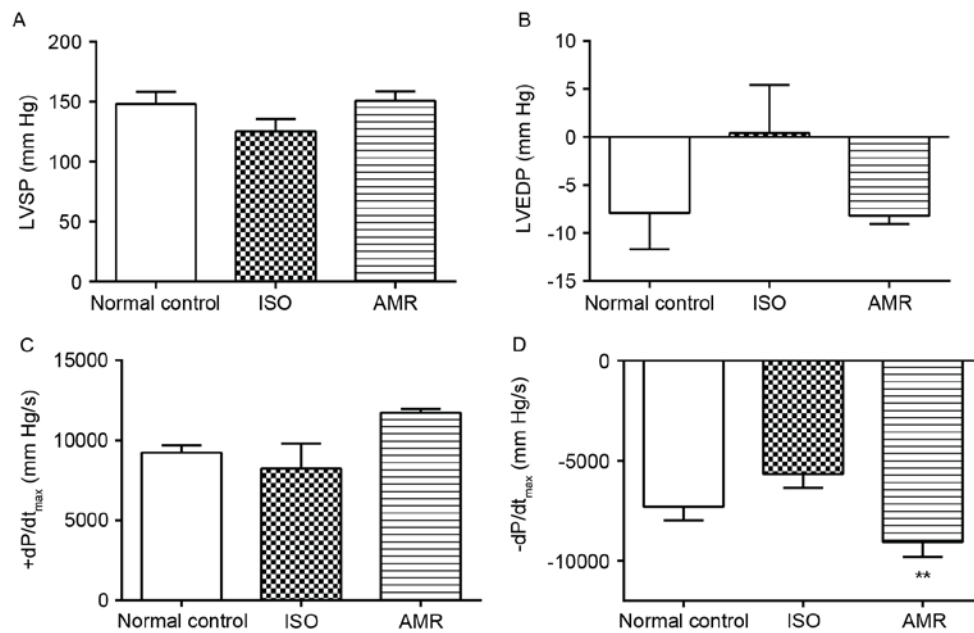 A
LVSP (mm Hg)
200
150
100
50
0
Normal control ISO AMR
B
LVEDP (mm Hg)
10
5
0
-5
-10
-15
Normal control ISO AMR
C
+dP/dtmax (mm Hg/s)
15000
10000
5000
0
Normal control ISO AMR
D
-dP/dtmax (mm Hg/s)
0
-5000
-10000
**
Normal control ISO AMR